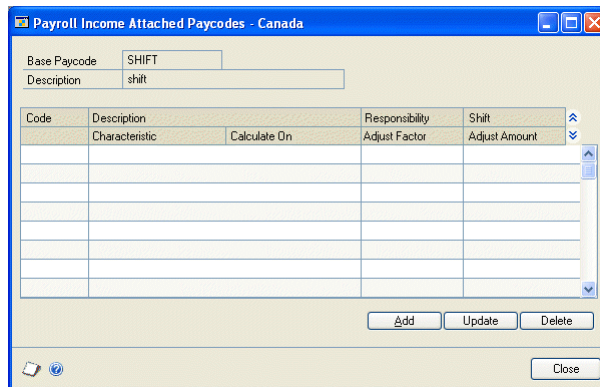 Payroll Income Attached Paycodes - Canada
Base Paycode SHIFT
Description shift
Code Description Responsibility Shift
Characteristic Calculate On Adjust Factor Adjust Amount
Add Update Delete
Close